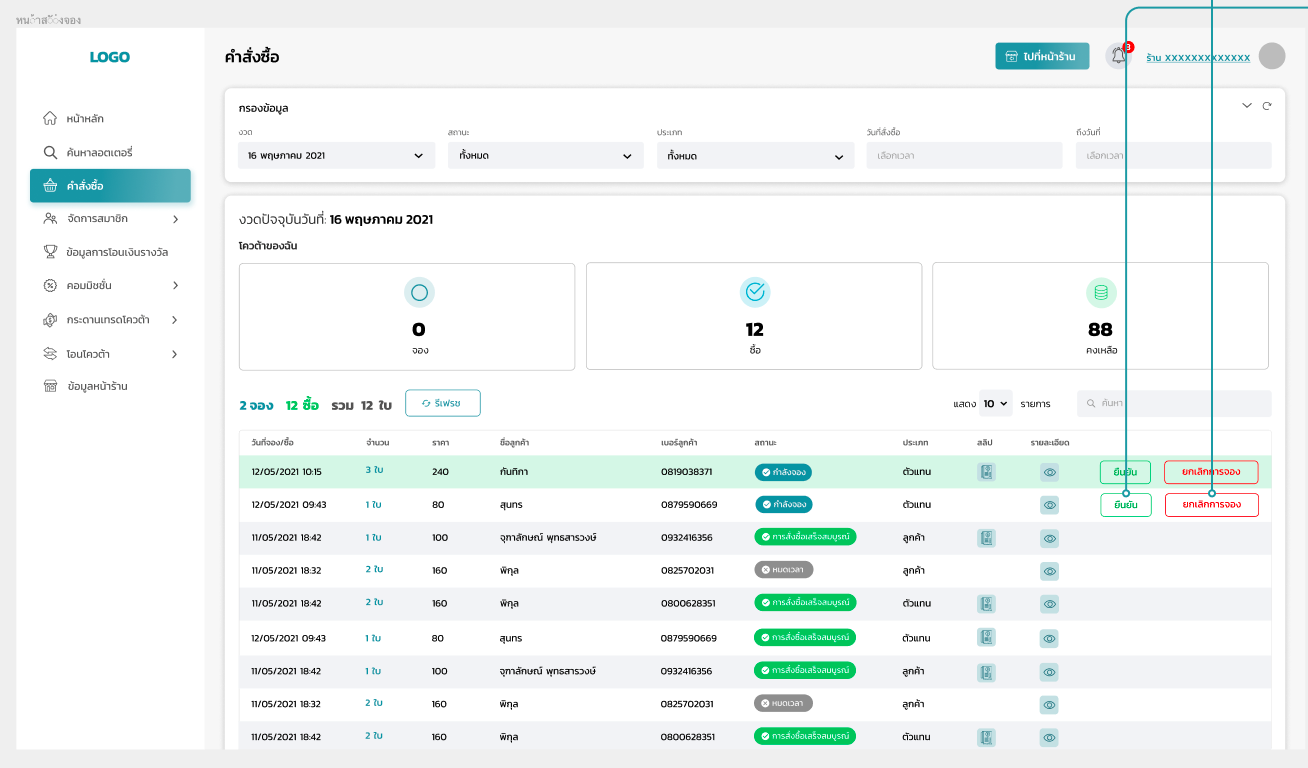 หน้าสั่งจอง
LOGO
คำสั่งซื้อ
ไปที่หน้าร้าน
3
ร้าน XXXXXXXXXXXXX
หน้าหลัก
ค้นหาลอตเตอรี่
คำสั่งซื้อ
จัดการสมาชิก
ข้อมูลการโอนเงินรางวัล
คอมมิชชั่น
กระดานเทรดโควต้า
โอนโควต้า
ข้อมูลหน้าร้าน
กรองข้อมูล
งวด สถานะ ประเภท วันที่สั่งซื้อ ถึงวันที่
16 พฤษภาคม 2021 ทั้งหมด ทั้งหมด เลือกเวลา เลือกเวลา
งวดปัจจุบันวันที่: 16 พฤษภาคม 2021
โควต้าของฉัน
0 12 88
จอง ซื้อ คงเหลือ
2 จอง 12 ซื้อ รวม 12 ใบ รีเฟรช แสดง 10 รายการ ค้นหา
วันที่จอง/ซื้อ จำนวน ราคา ชื่อลูกค้า เบอร์ลูกค้า สถานะ ประเภท สลิป รายละเอียด
12/05/2021 10:15 3 ใบ 240 กันทิกา 0819038371 กำลังจอง ตัวแทน ยืนยัน ยกเลิกการจอง
12/05/2021 09:43 1 ใบ 80 สุนทร 0879590669 กำลังจอง ตัวแทน ยืนยัน ยกเลิกการจอง
11/05/2021 18:42 1 ใบ 100 จุฑาลักษณ์ พุทธสารวงษ์ 0932416356 การสั่งซื้อเสร็จสมบูรณ์ ลูกค้า
11/05/2021 18:32 2 ใบ 160 พิกุล 0825702031 หมดเวลา ลูกค้า
11/05/2021 18:42 2 ใบ 160 พิกุล 0800628351 การสั่งซื้อเสร็จสมบูรณ์ ตัวแทน
12/05/2021 09:43 1 ใบ 80 สุนทร 0879590669 การสั่งซื้อเสร็จสมบูรณ์ ตัวแทน
11/05/2021 18:42 1 ใบ 100 จุฑาลักษณ์ พุทธสารวงษ์ 0932416356 การสั่งซื้อเสร็จสมบูรณ์ ลูกค้า
11/05/2021 18:32 2 ใบ 160 พิกุล 0825702031 หมดเวลา ลูกค้า
11/05/2021 18:42 2 ใบ 160 พิกุล 0800628351 การสั่งซื้อเสร็จสมบูรณ์ ตัวแทน